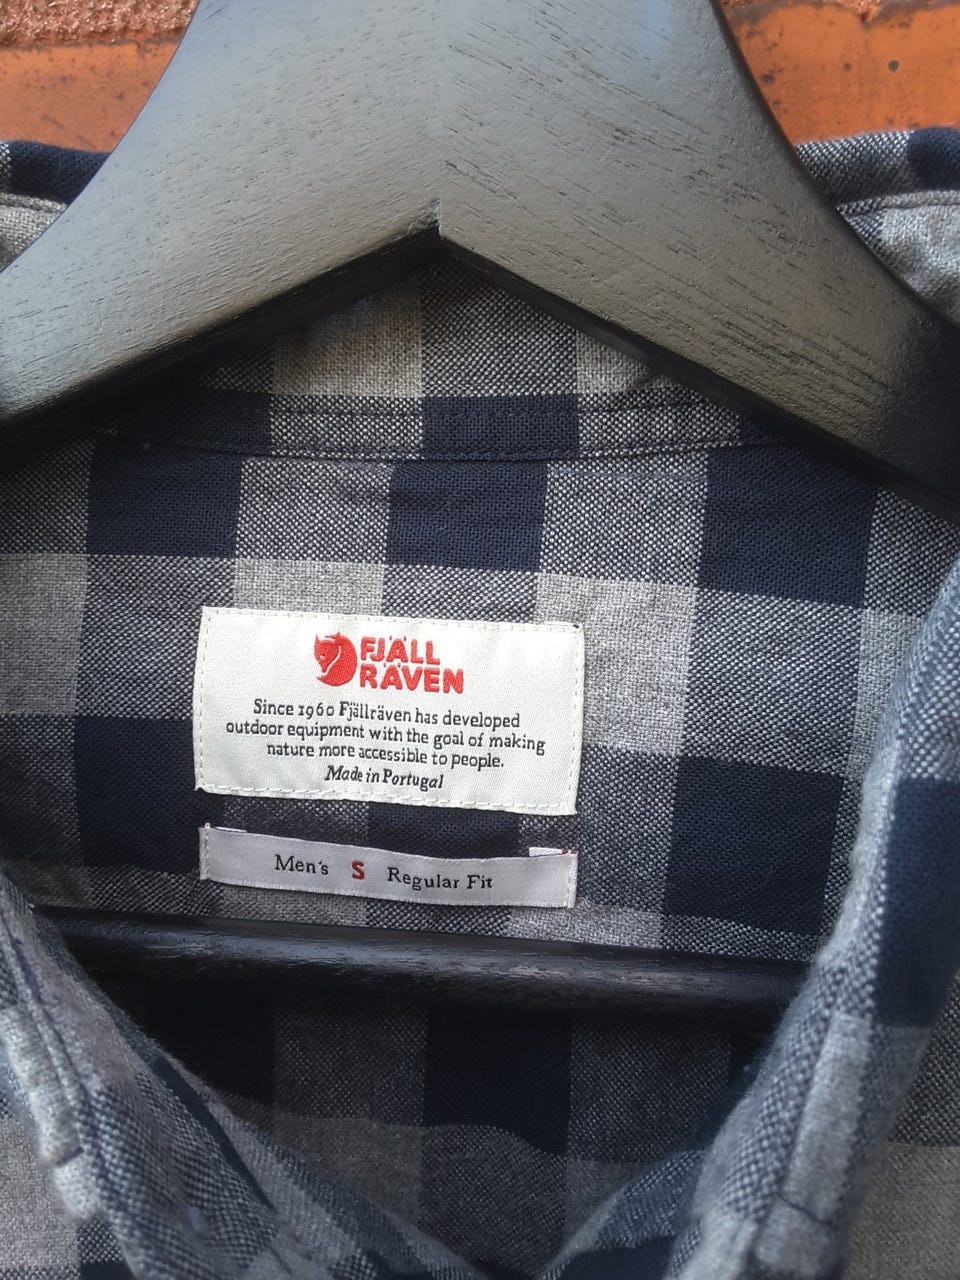 FJÄLL
RÄVEN
Since 1960 Fjällräven has developed
outdoor equipment with the goal of making
nature more accessible to people.
Made in Portugal
Men's S Regular Fit